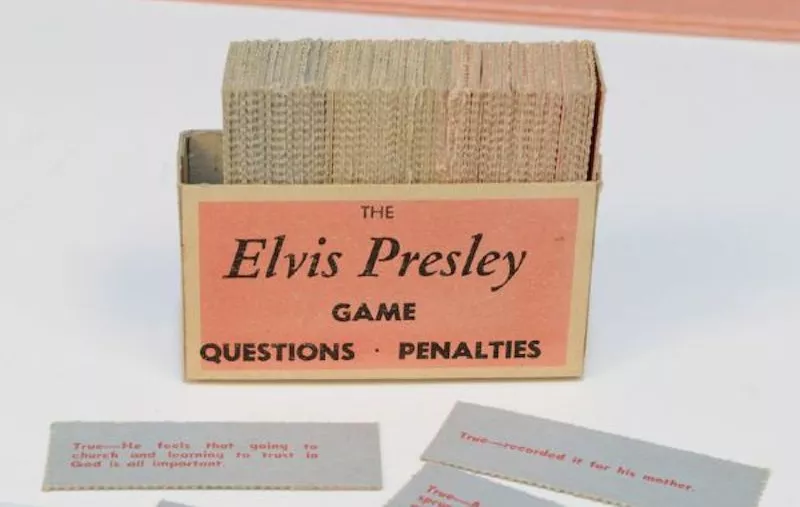 THE
Elvis Presley
GAME
QUESTIONS · PENALTIES
True—He feels that going to
church and learning to trust in
God is all important.
True—recorded it for his mother.
True—A